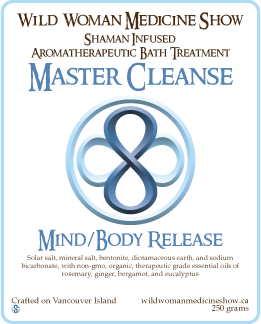 Wild Woman Medicine Show
Shaman Infused
Aromatherapeutic Bath Treatment
Master Cleanse
Mind/Body Release
Solar salt, mineral salt, bentonite, diotamaceous earth, and sodium
bicarbonate, with non-gmo, organic, therapeutic grade essential oils of
rosemary, ginger, bergamot, and eucalyptus
Crafted on Vancouver Island
wildwomanmedicineshow.ca
250 grams